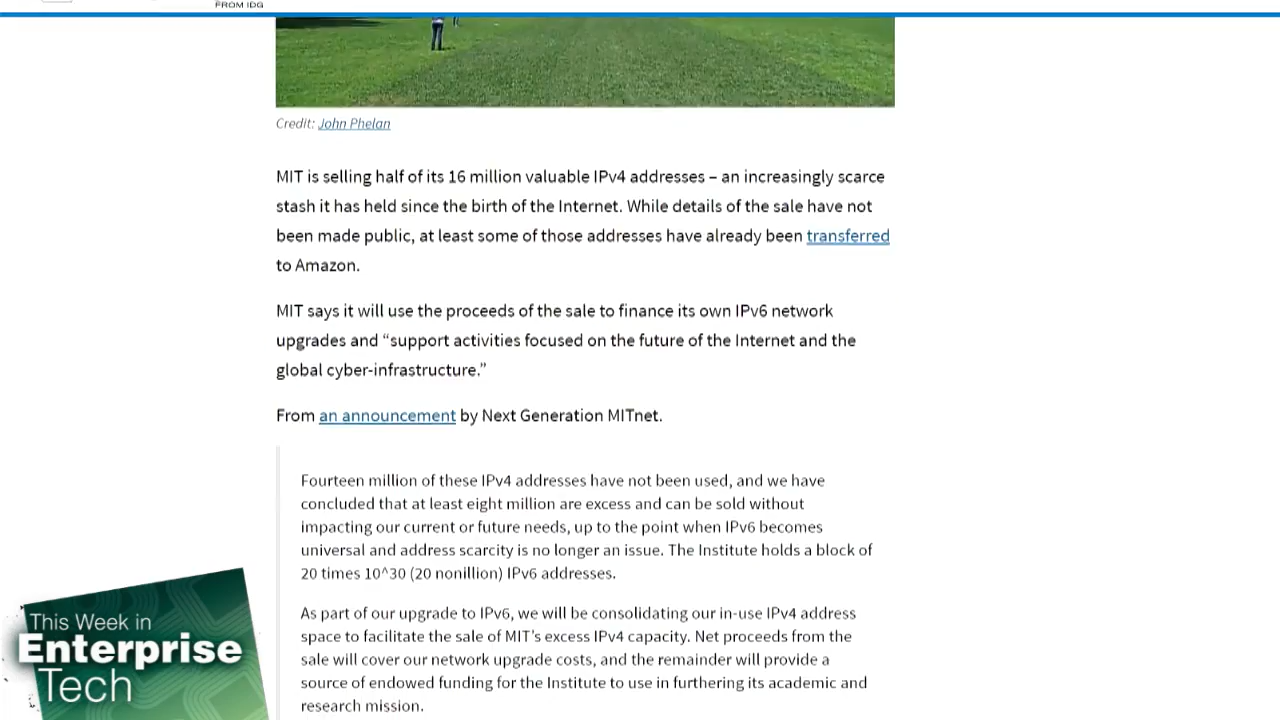 FROM IDG
Credit: John Phelan
MIT is selling half of its 16 million valuable IPv4 addresses – an increasingly scarce
stash it has held since the birth of the Internet. While details of the sale have not
been made public, at least some of those addresses have already been transferred
to Amazon.
MIT says it will use the proceeds of the sale to finance its own IPv6 network
upgrades and “support activities focused on the future of the Internet and the
global cyber-infrastructure.”
From an announcement by Next Generation MITnet.
Fourteen million of these IPv4 addresses have not been used, and we have
concluded that at least eight million are excess and can be sold without
impacting our current or future needs, up to the point when IPv6 becomes
universal and address scarcity is no longer an issue. The Institute holds a block of
20 times 10^30 (20 nonillion) IPv6 addresses.
As part of our upgrade to IPv6, we will be consolidating our in-use IPv4 address
space to facilitate the sale of MIT’s excess IPv4 capacity. Net proceeds from the
sale will cover our network upgrade costs, and the remainder will provide a
source of endowed funding for the Institute to use in furthering its academic and
research mission.
This Week in
Enterprise
Tech